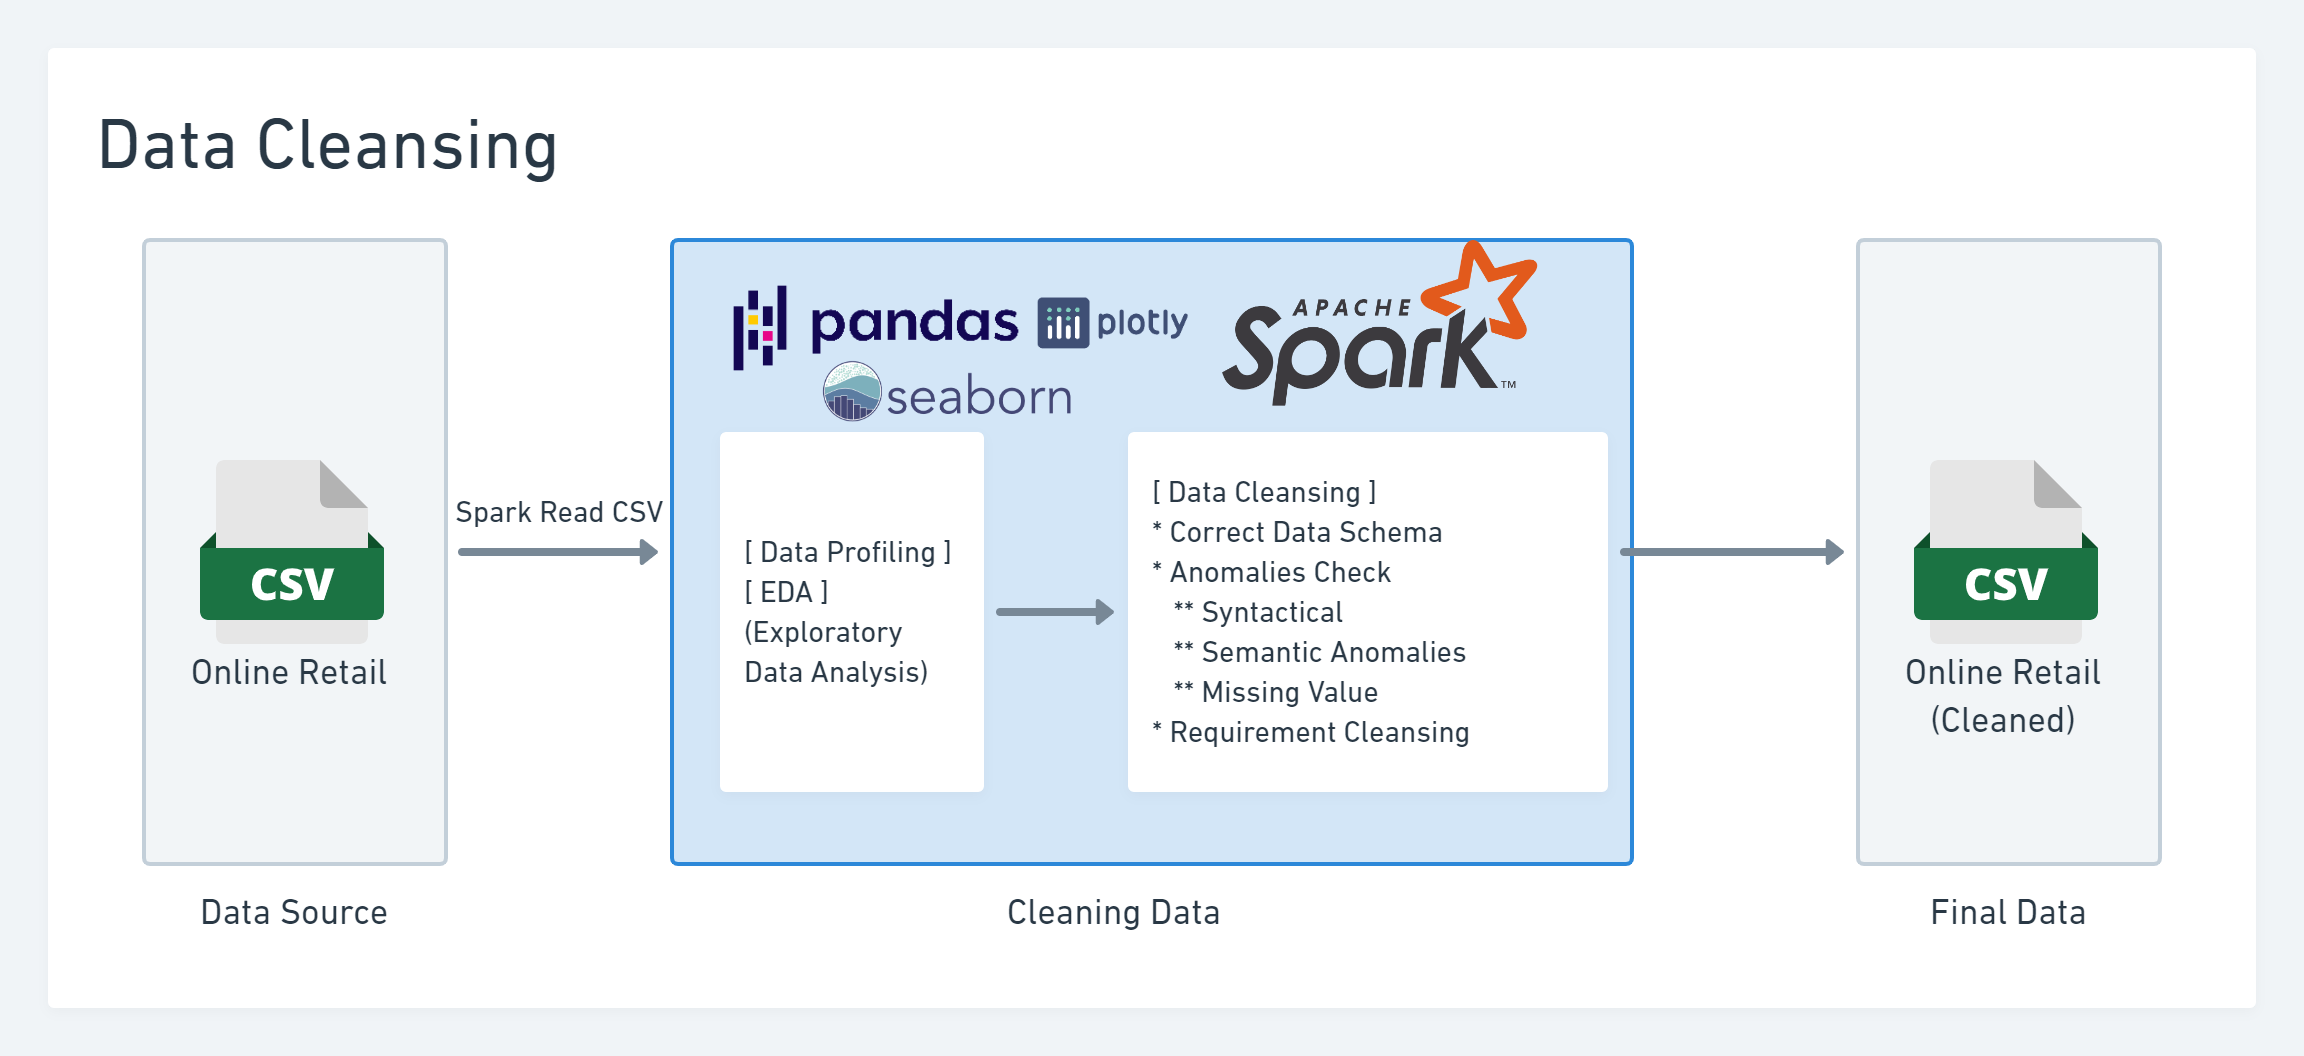 Data Cleansing
CSV
Online Retail
Data Source
Spark Read CSV
pandas
plotly
seaborn
APACHE
Spark™
[ Data Profiling ]
[ EDA ]
(Exploratory
Data Analysis)
[ Data Cleansing ]
* Correct Data Schema
* Anomalies Check
** Syntactical
** Semantic Anomalies
** Missing Value
* Requirement Cleansing
Cleaning Data
CSV
Online Retail
(Cleaned)
Final Data